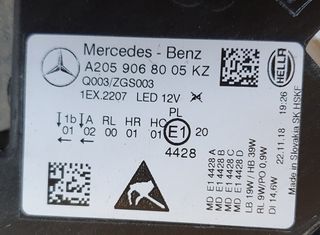 Mercedes-Benz
A205 906 80 05 KZ
Q003/ZGS003
1EX.2207 LED 12V
PL
1b A RL HR HC
01 02 00 01 01
E1
20
4428
HELLA
MD E1 4428 A
MD E1 4428 B
MD E1 4428 C
MD E1 4428 D
LB 19W / HB 39W
RL 9W/PO 0.9W
DI 14.6W
22.11.18 19:26
Made in Slovakia SK HSKF